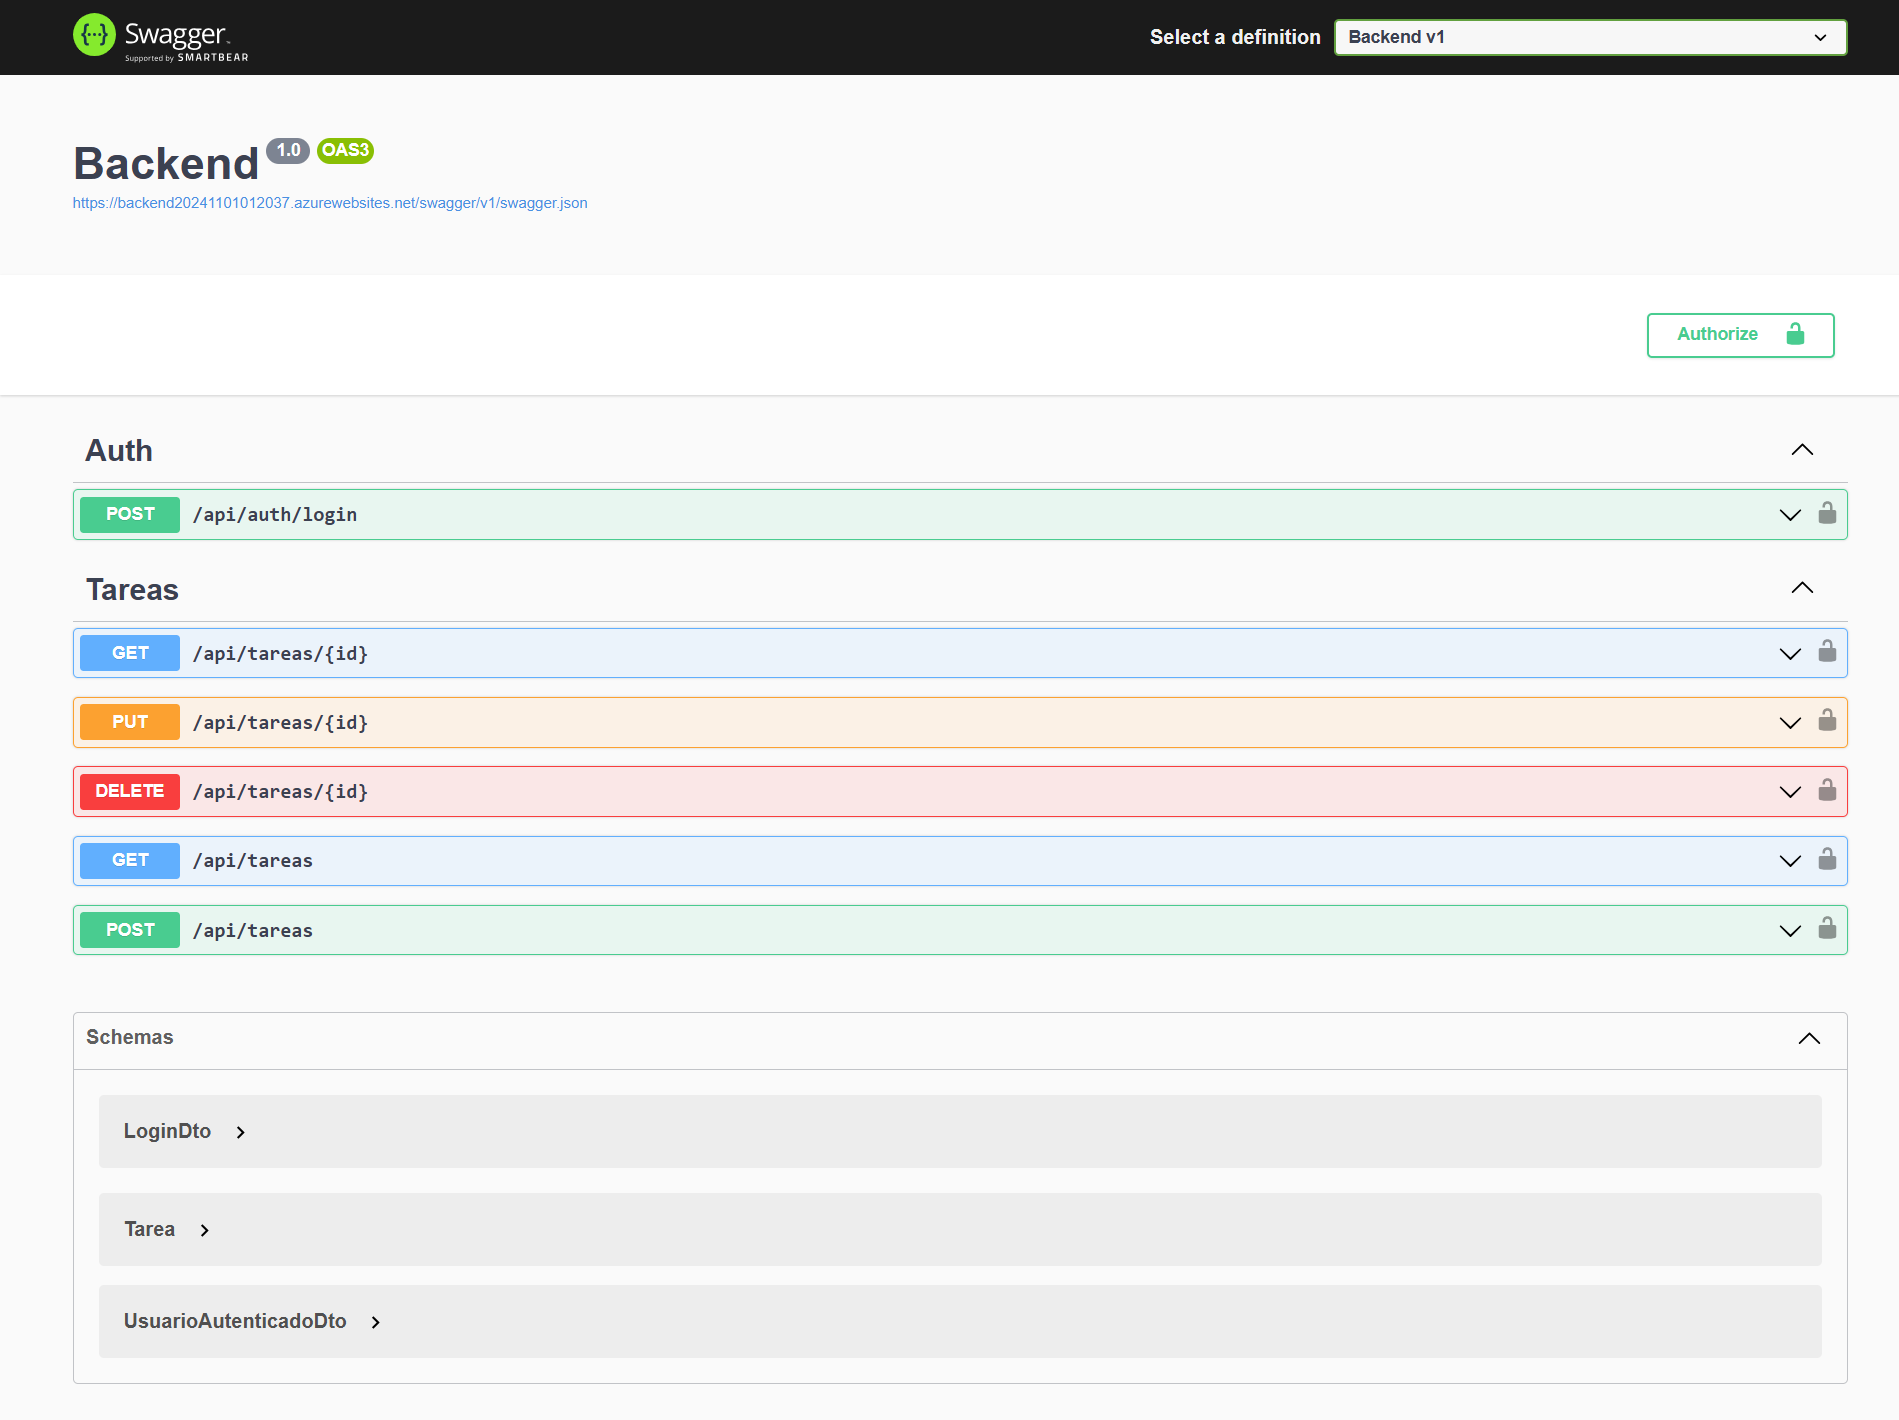 Swagger
Supported by SMARTBEAR
Select a definition
Backend v1
Backend 1.0 OAS3
https://backend20241101012037.azurewebsites.net/swagger/v1/swagger.json
Authorize
Auth
POST /api/auth/login
Tareas
GET /api/tareas/{id}
PUT /api/tareas/{id}
DELETE /api/tareas/{id}
GET /api/tareas
POST /api/tareas
Schemas
LoginDto
Tarea
UsuarioAutenticadoDto